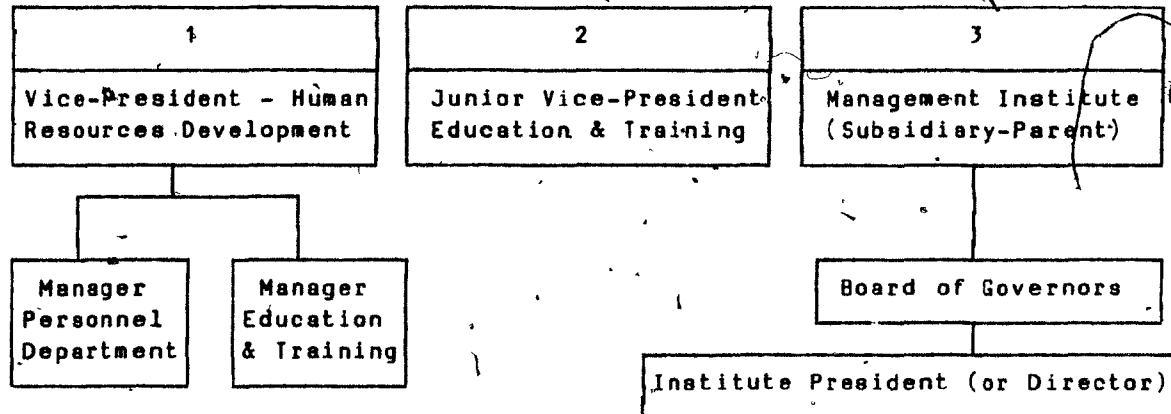 1
Vice-President - Human
Resources Development
Manager
Personnel
Department
Manager
Education
& Training
2
Junior Vice-President
Education & Training
3
Management Institute
(Subsidiary-Parent)
Board of Governors
Institute President (or Director)